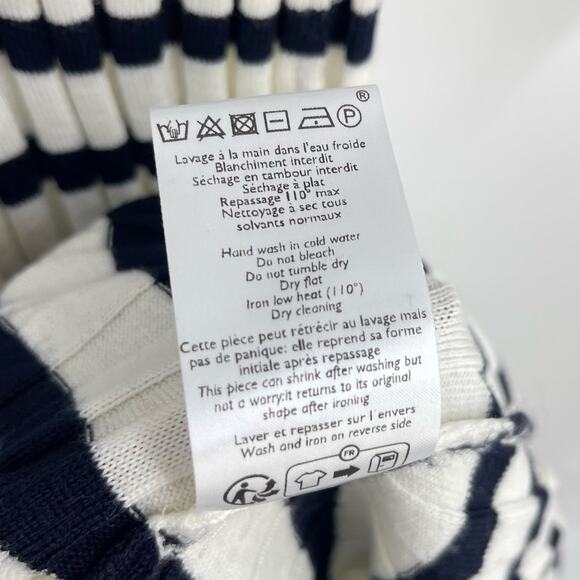 P ®
Lavage à la main dans l'eau froide
Blanchiment interdit
Séchage en tambour interdit
Séchage à plat
Repassage 110° max
Nettoyage à sec tous
solvants normaux
Hand wash in cold water
Do not bleach
Do not tumble dry
Dry flat
Iron low heat (110°)
Dry cleaning
Cette pièce peut rétrécir au lavage mais
pas de panique: elle reprend sa forme
initiale après repassage
This piece can shrink after washing but
not a worry:it returns to its original
shape after ironing
Laver et repasser sur l'envers
Wash and iron on reverse side
FR